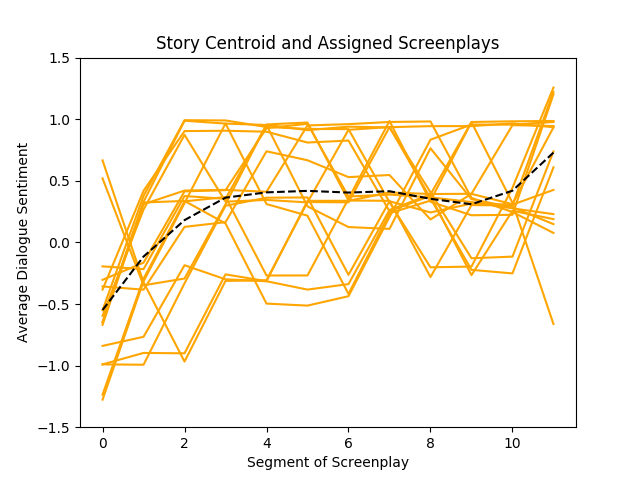 Story Centroid and Assigned Screenplays
1.5
1.0
0.5
0.0
−0.5
−1.0
−1.5
Average Dialogue Sentiment
0 2 4 6 8 10
Segment of Screenplay